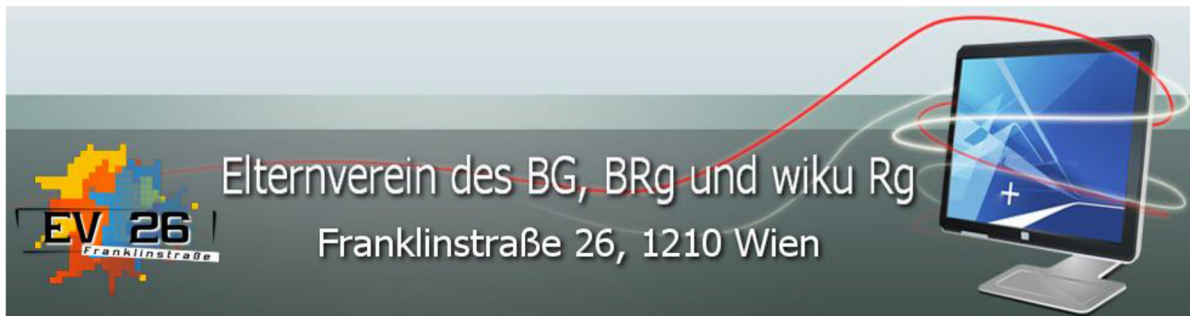 Elternverein des BG, BRg und wiku Rg
Franklinstraße 26, 1210 Wien
EV 26
Franklinstraße